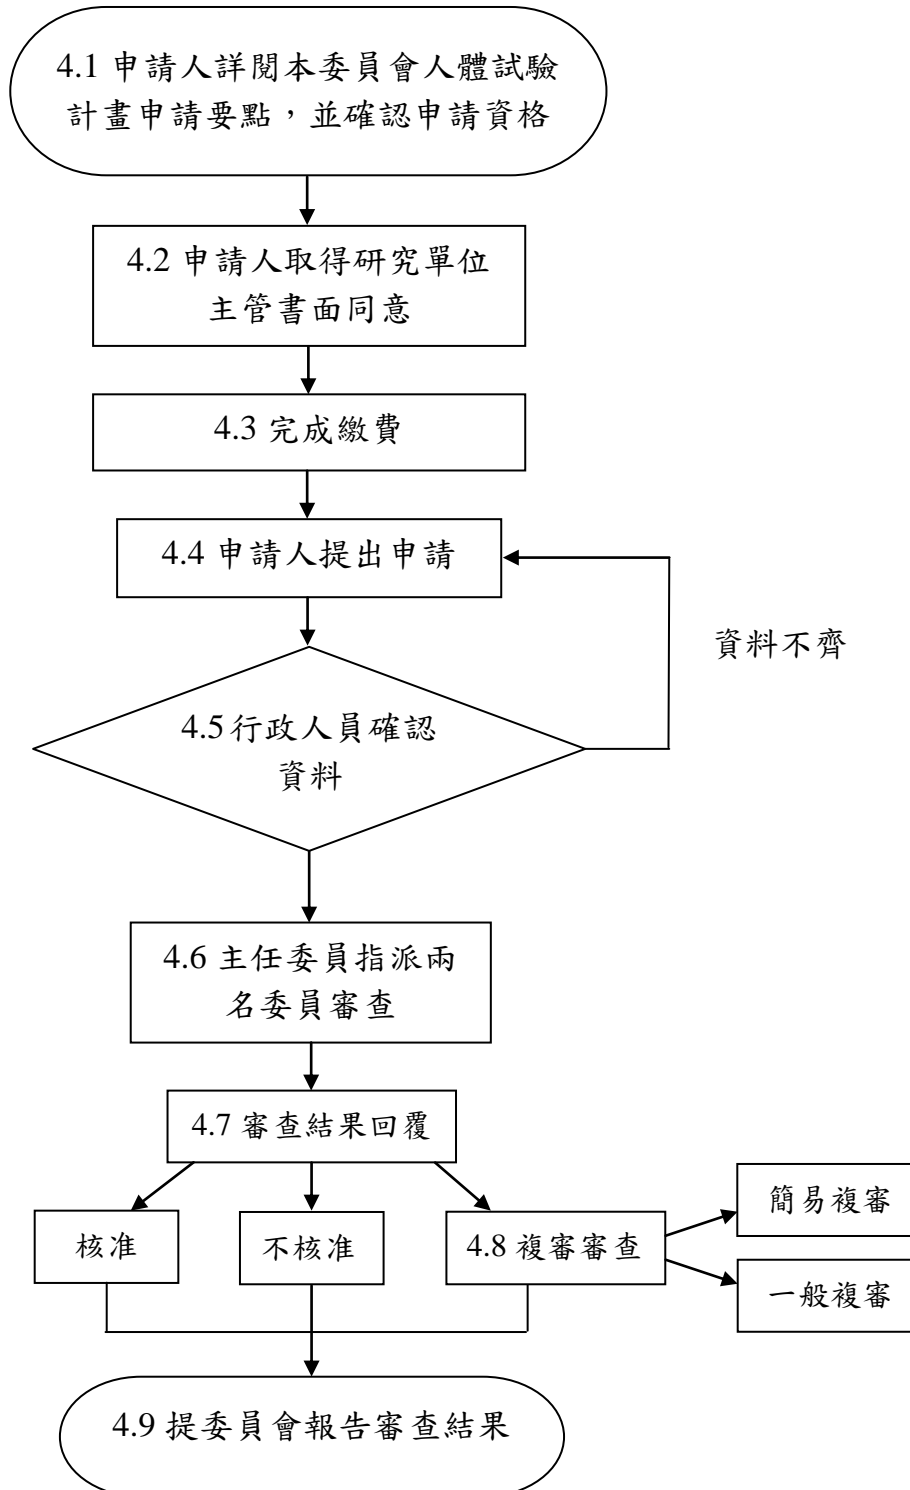 4.1 申請人詳閱本委員會人體試驗
計畫申請要點，並確認申請資格
4.2 申請人取得研究單位
主管書面同意
4.3 完成繳費
4.4 申請人提出申請
資料不齊
4.5 行政人員確認
資料
4.6 主任委員指派兩
名委員審查
4.7 審查結果回覆
簡易複審
核准
不核准
4.8 複審審查
一般複審
4.9 提委員會報告審查結果